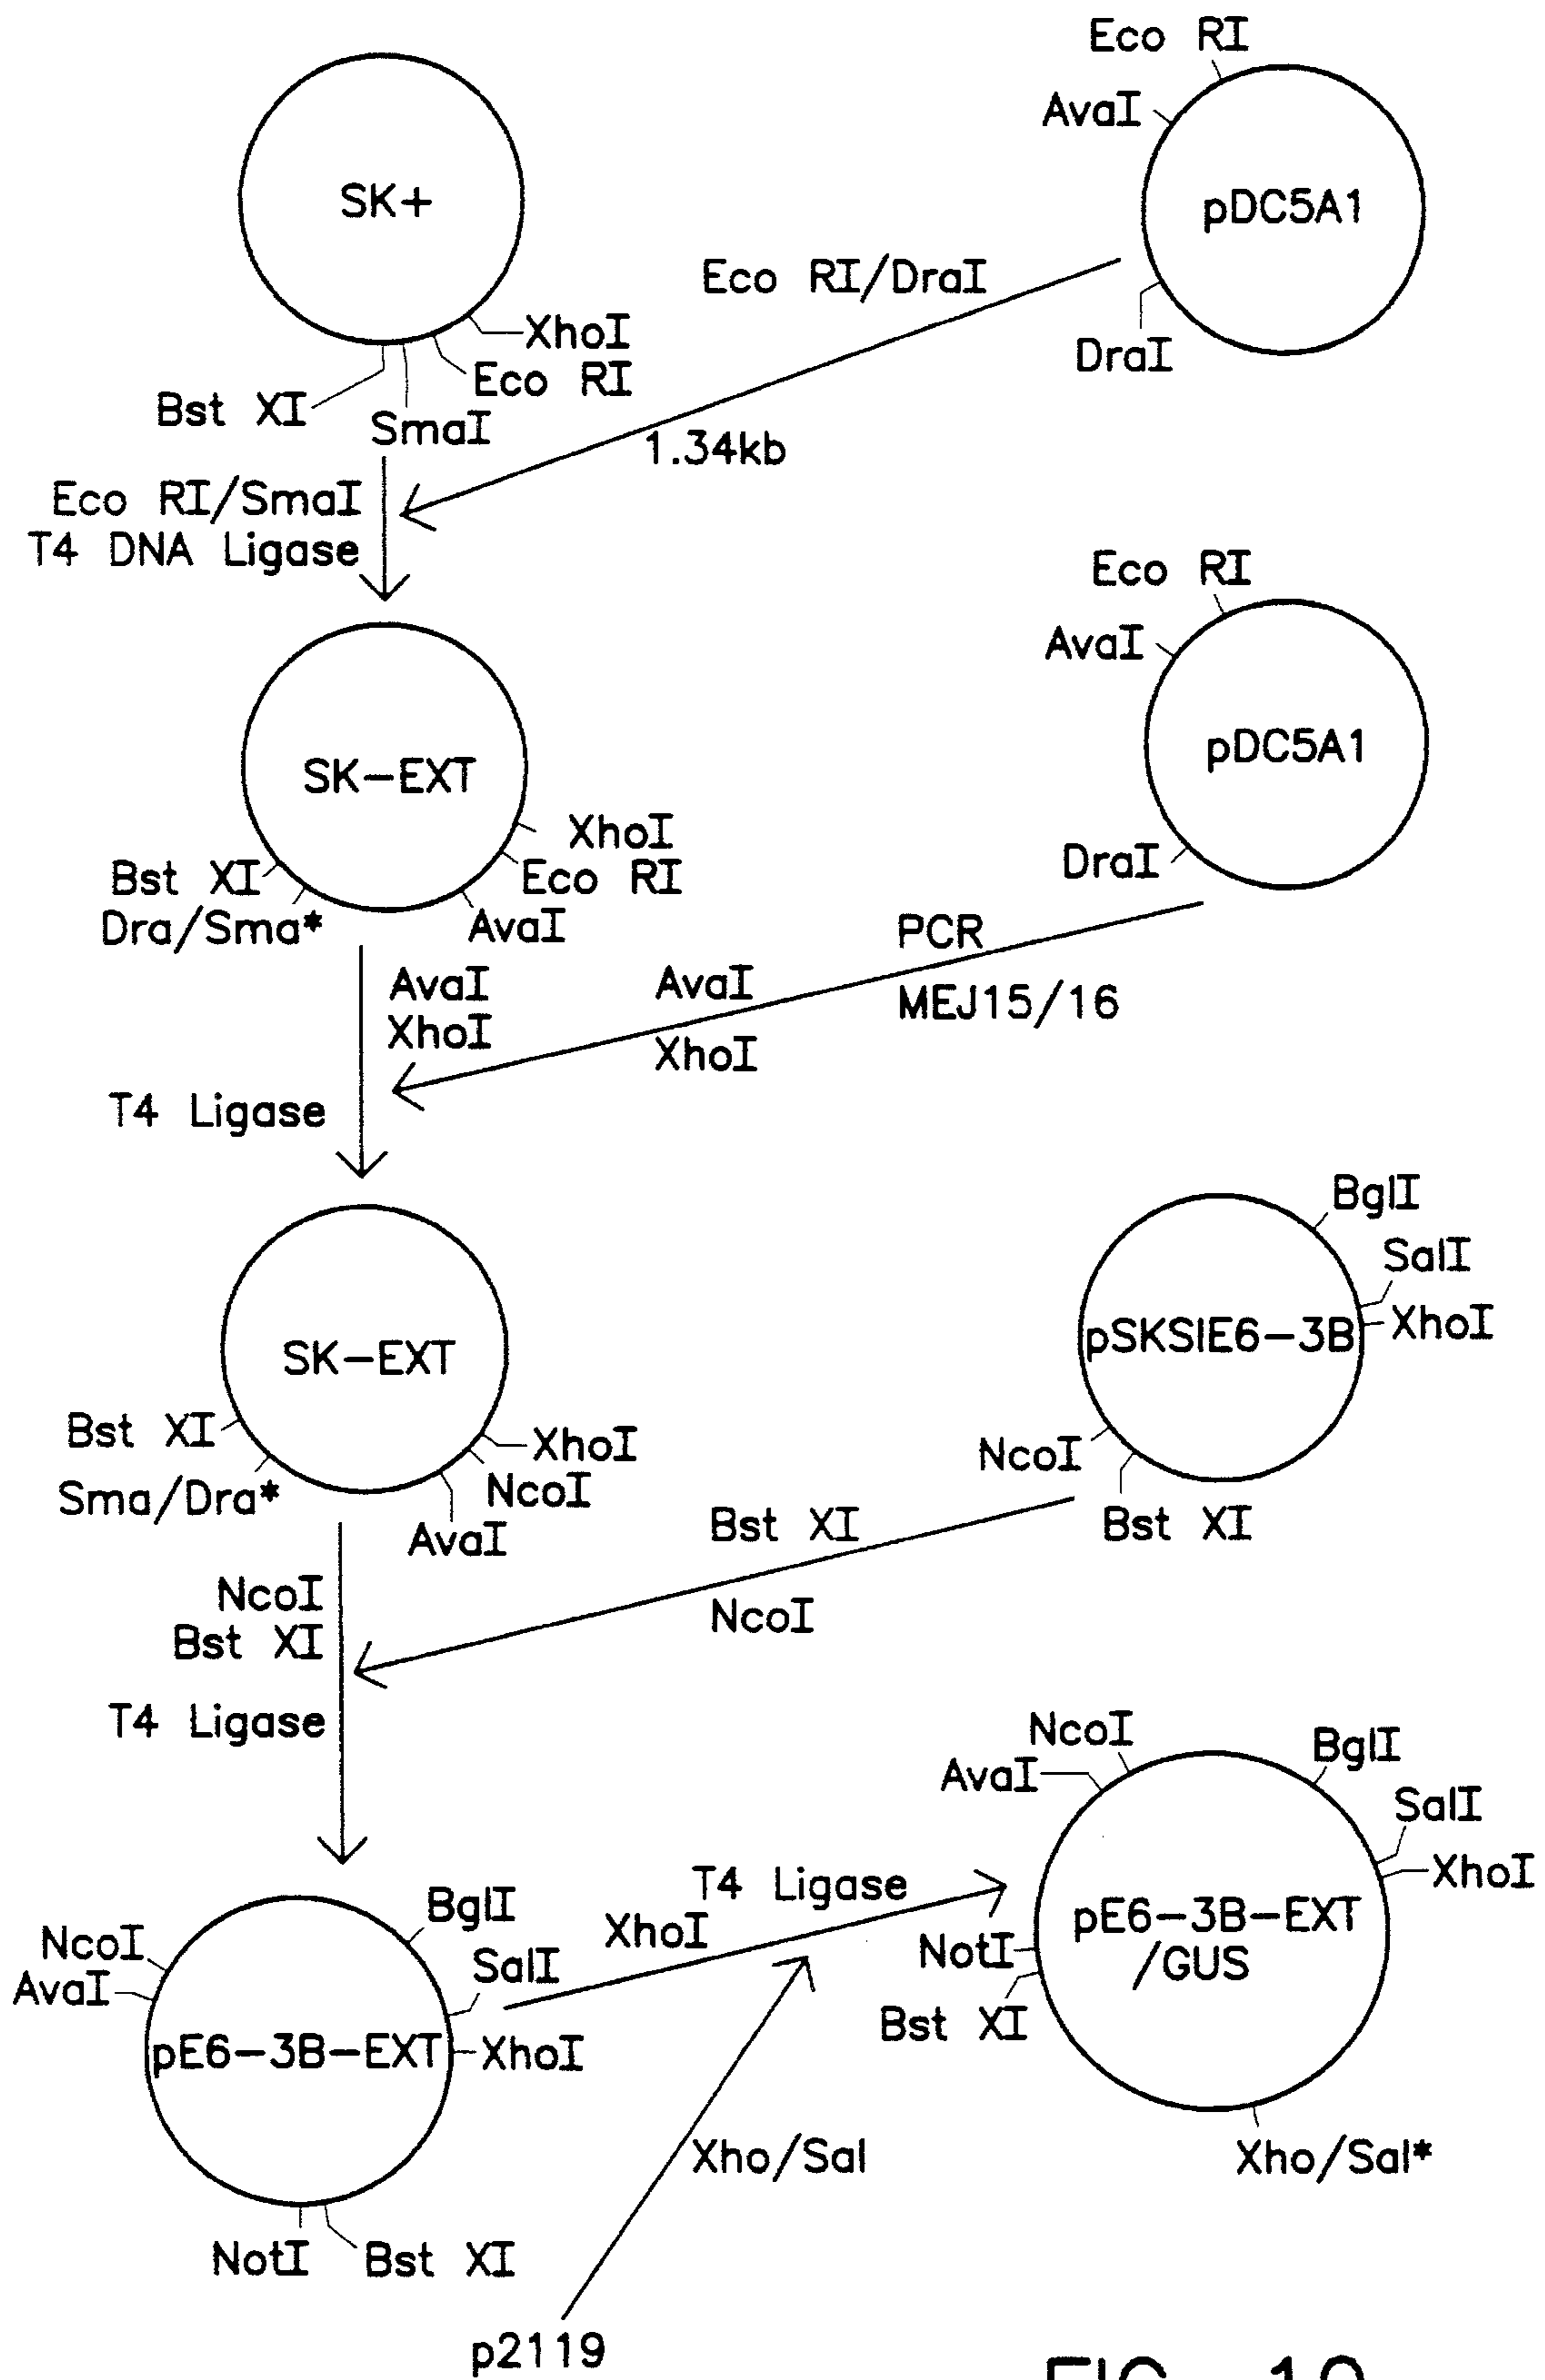 Eco RI
AvaI
SK+
pDC5A1
Eco RI/DraI
XhoI
DraI
Eco RI
Bst XI
SmaI
1.34kb
Eco RI/SmaI
T4 DNA Ligase
Eco RI
AvaI
SK-EXT
pDC5A1
XhoI
DraI
Bst XI
Eco RI
Dra/Sma*
AvaI
PCR
AvaI
XhoI
AvaI
XhoI
MEJ15/16
T4 Ligase
BglI
SalI
XhoI
SK-EXT
pSKSIE6-3B
Bst XI
XhoI
NcoI
Sma/Dra*
NcoI
AvaI
Bst XI
Bst XI
NcoI
NcoI
Bst XI
T4 Ligase
NcoI
BglI
AvaI
SalI
XhoI
T4 Ligase
XhoI
BglI
NcoI
SalI
AvaI
pE6-3B-EXT
/GUS
NotI
Bst XI
pE6-3B-EXT
XhoI
Xho/Sal
Xho/Sal*
NotI
Bst XI
p2119